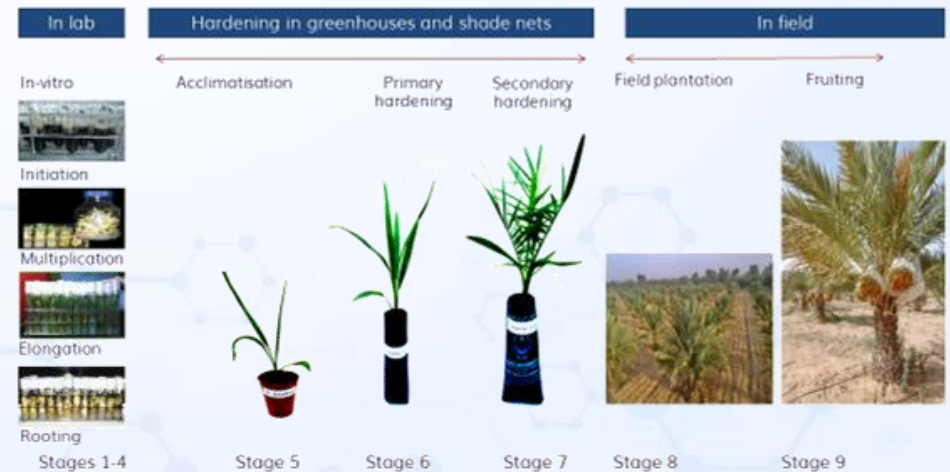 In lab
Hardening in greenhouses and shade nets
In field
In-vitro
Acclimatisation
Primary
hardening
Secondary
hardening
Field plantation
Fruiting
Initiation
Multiplication
Elongation
Rooting
Stages 1-4
Stage 5
Stage 6
Stage 7
Stage 8
Stage 9